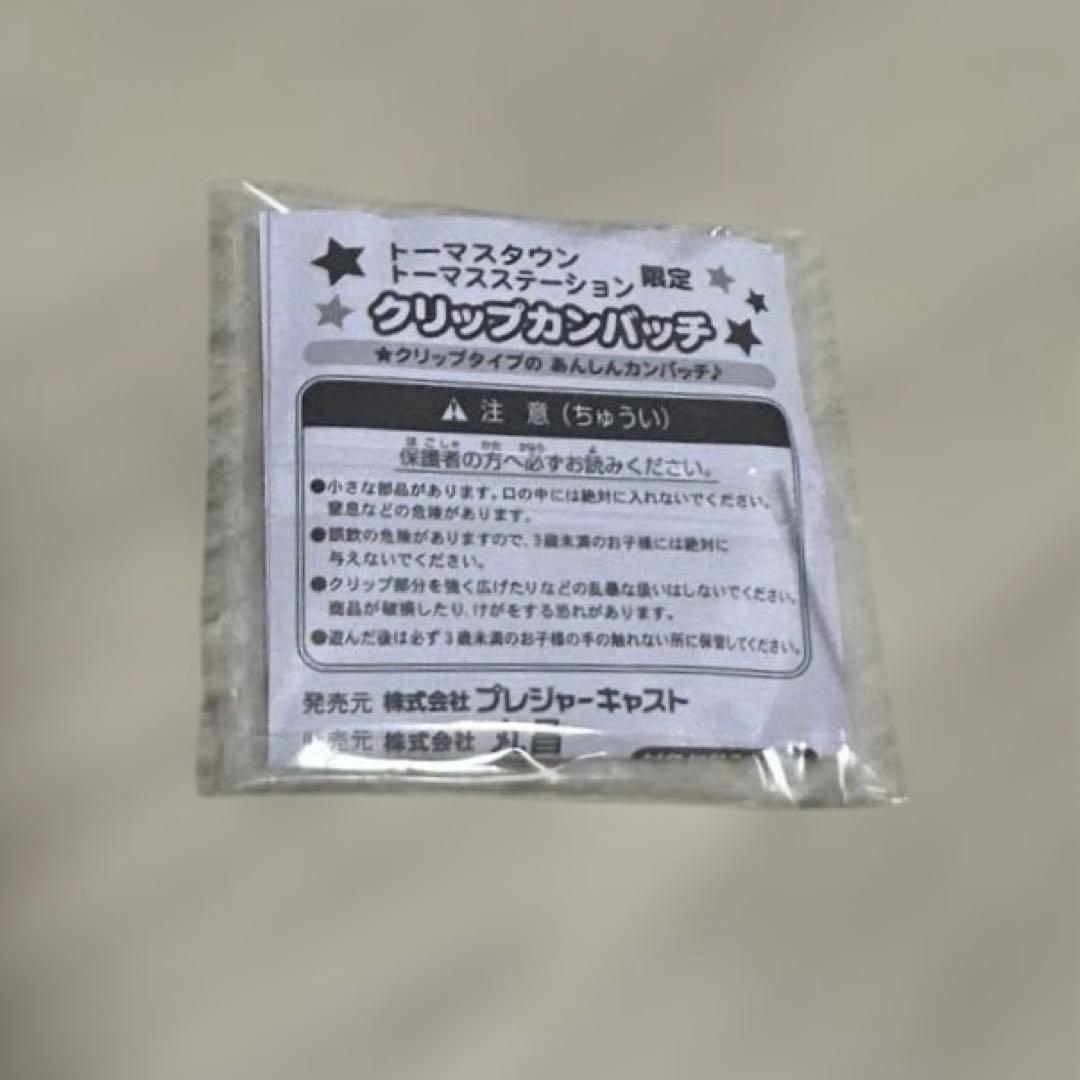 トーマスタウン
トーマスステーション 限定
クリップカンバッチ
★クリップタイプの あんしんカンバッチ♪
注 意(ちゅうい)
保護者の方へ必ずお読みください。
●小さな部品があります。口の中には絶対に入れないでください。
窒息などの危険があります。
●誤飲の危険がありますので、3歳未満のお子様には絶対に
与えないでください。
●クリップ部分を強く広げたりなどの乱暴な扱いはしないでください。
商品が破損したり、けがをする恐れがあります。
●遊んだ後は必ず3歳未満のお子様の手の触れない所に保管してください。
発売元 株式会社 プレジャーキャスト
販売元 株式会社